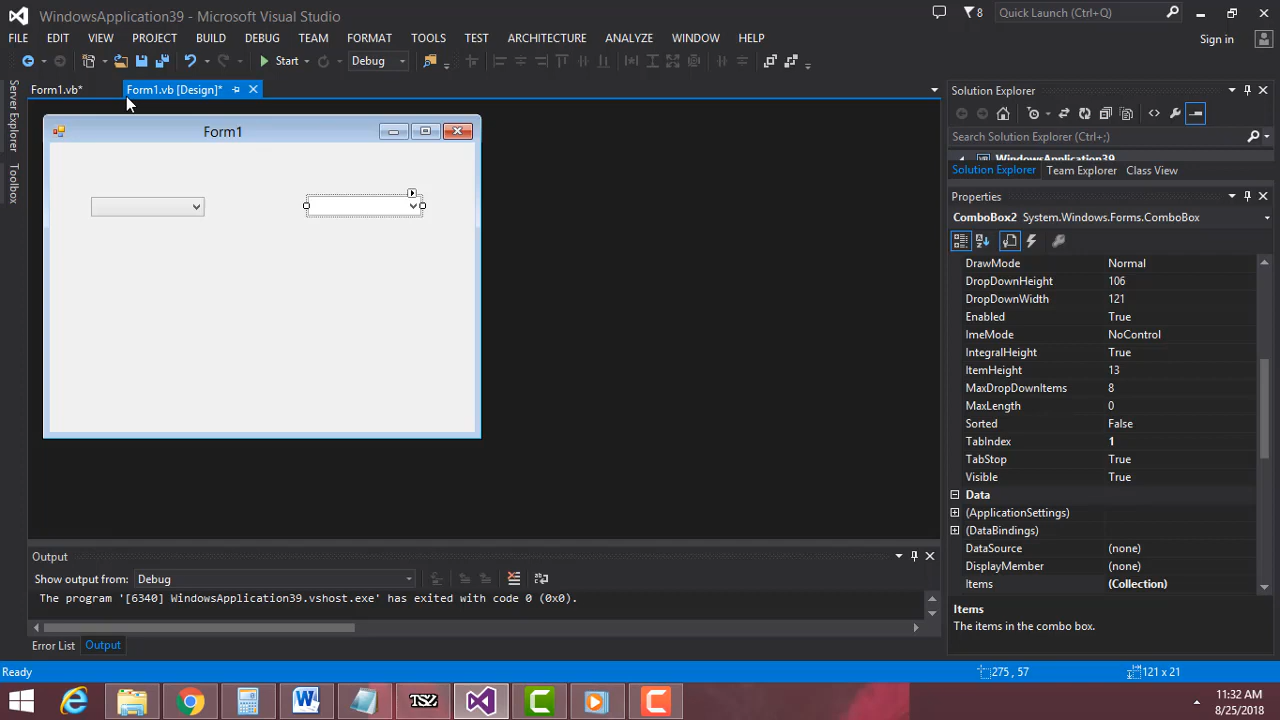 WindowsApplication39 - Microsoft Visual Studio
8
Quick Launch (Ctrl+Q)
FILE EDIT VIEW PROJECT BUILD DEBUG TEAM FORMAT TOOLS TEST ARCHITECTURE ANALYZE WINDOW HELP
Sign in
Start
Debug
Server Explorer
Toolbox
Form1.vb*
Form1.vb [Design]*
Form1
Solution Explorer
Search Solution Explorer (Ctrl+;)
WindowsApplication39
Solution Explorer Team Explorer Class View
Properties
ComboBox2 System.Windows.Forms.ComboBox
DrawMode Normal
DropDownHeight 106
DropDownWidth 121
Enabled True
ImeMode NoControl
IntegralHeight True
ItemHeight 13
MaxDropDownItems 8
MaxLength 0
Sorted False
TabIndex 1
TabStop True
Visible True
Data
(ApplicationSettings)
(DataBindings)
DataSource (none)
DisplayMember (none)
Items (Collection)
Items
The items in the combo box.
Output
Show output from: Debug
The program '[6340] WindowsApplication39.vshost.exe' has exited with code 0 (0x0).
Error List Output
Ready
275 , 57
121 x 21
TSZ
11:32 AM
8/25/2018